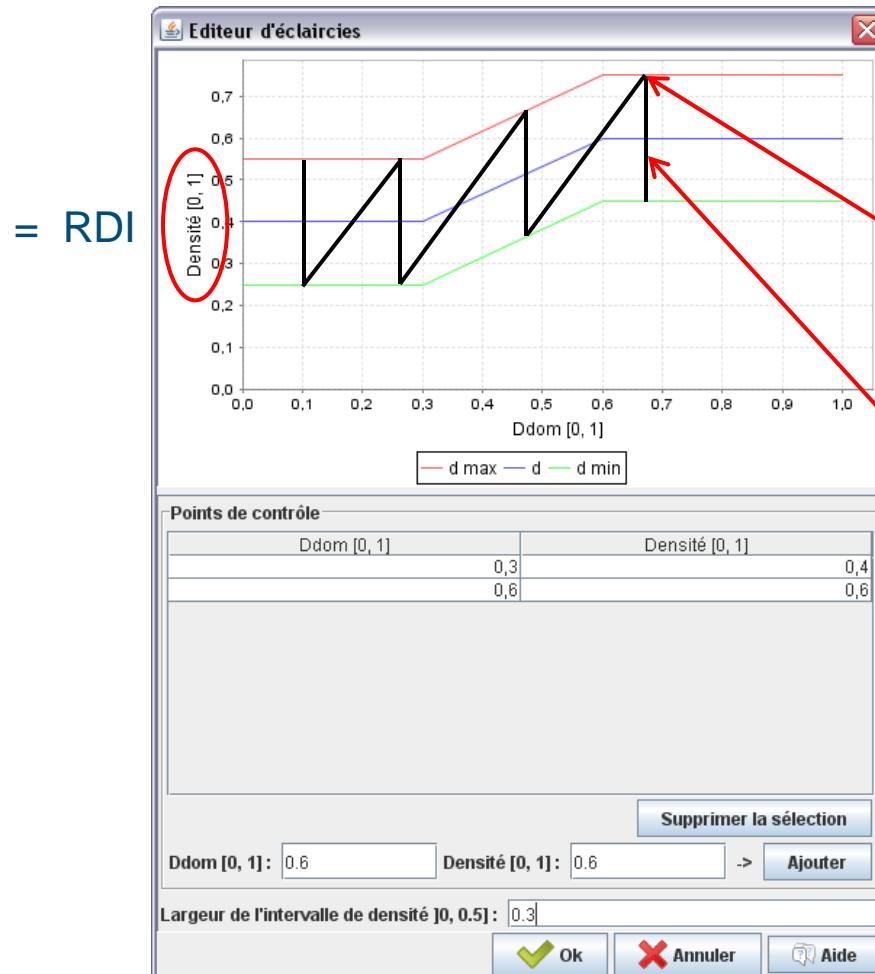 Editeur d'éclaircies
= RDI
Densité [0, 1]
0,7
0,6
0,5
0,4
0,3
0,2
0,1
0,0
0,0 0,1 0,2 0,3 0,4 0,5 0,6 0,7 0,8 0,9 1,0
Ddom [0, 1]
d max d d min
Points de contrôle
Ddom [0, 1] Densité [0, 1]
0,3 0,4
0,6 0,6
Supprimer la sélection
Ddom [0, 1] : 0.6 Densité [0, 1] : 0.6 -> Ajouter
Largeur de l'intervalle de densité ]0, 0.5] : 0.3
Ok Annuler Aide